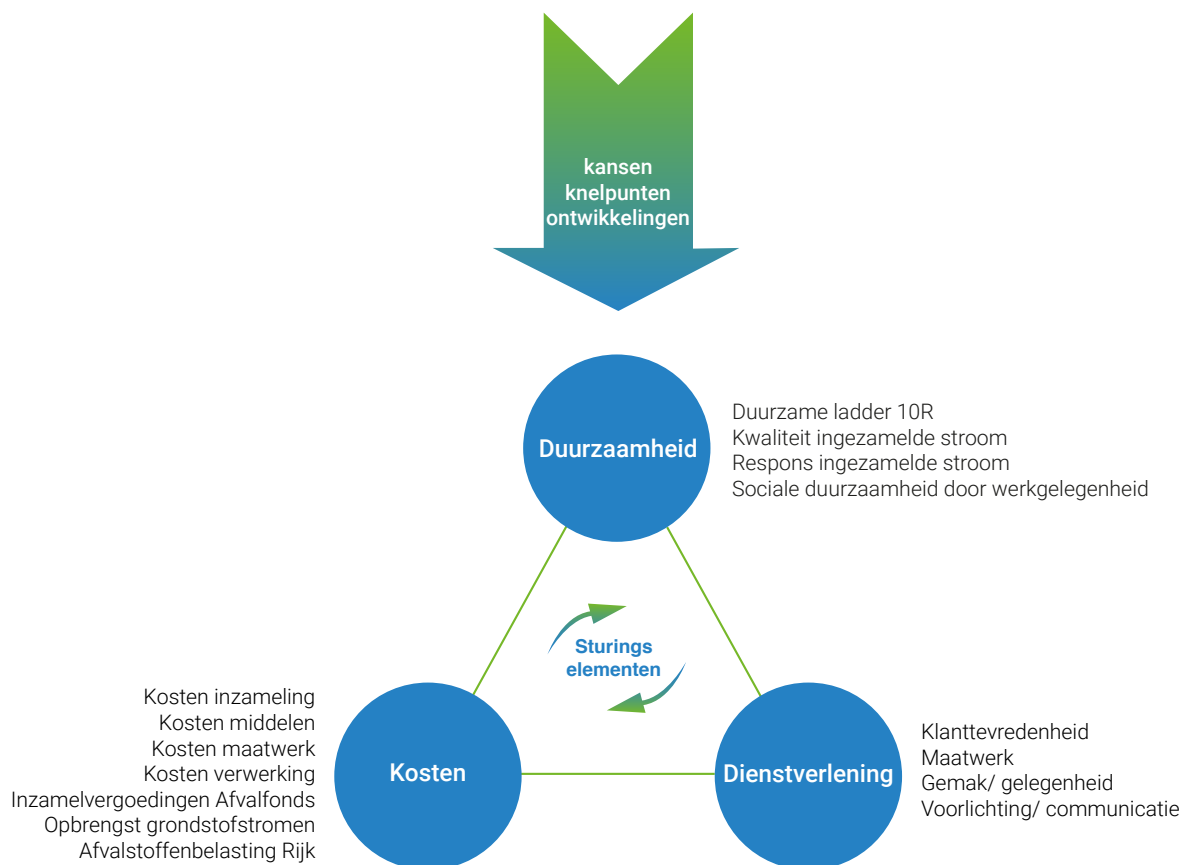 kansen
knelpunten
ontwikkelingen
Duurzaamheid
Duurzame ladder 10R
Kwaliteit ingezamelde stroom
Respons ingezamelde stroom
Sociale duurzaamheid door werkgelegenheid
Sturings
elementen
Kosten inzameling
Kosten middelen
Kosten maatwerk
Kosten verwerking
Inzamelvergoedingen Afvalfonds
Opbrengst grondstofstromen
Afvalstoffenbelasting Rijk
Kosten
Dienstverlening
Klanttevredenheid
Maatwerk
Gemak/ gelegenheid
Voorlichting/ communicatie